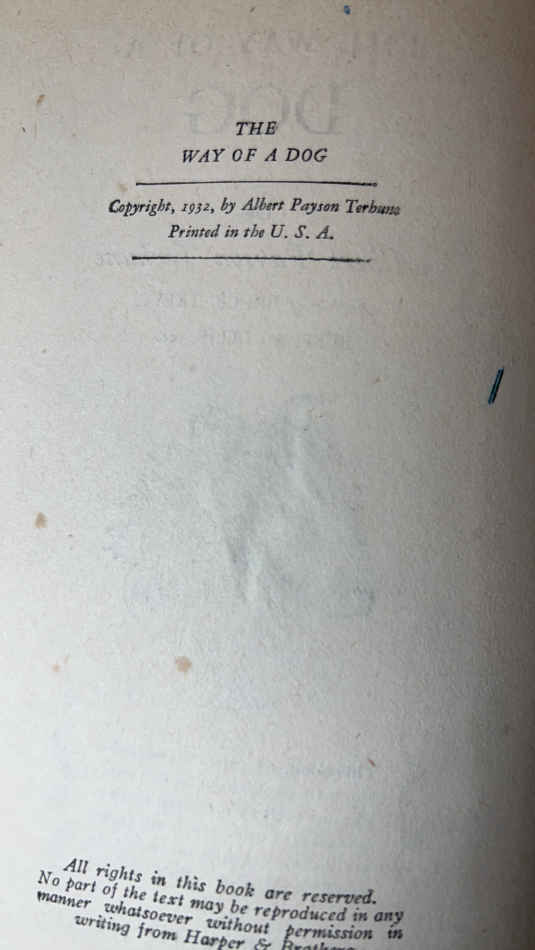 THE
WAY OF A DOG
Copyright, 1932, by Albert Payson Terhune
Printed in the U. S. A.
All rights in this book are reserved.
No part of the text may be reproduced in any
manner whatsoever without permission in
writing from Harper & Brothers